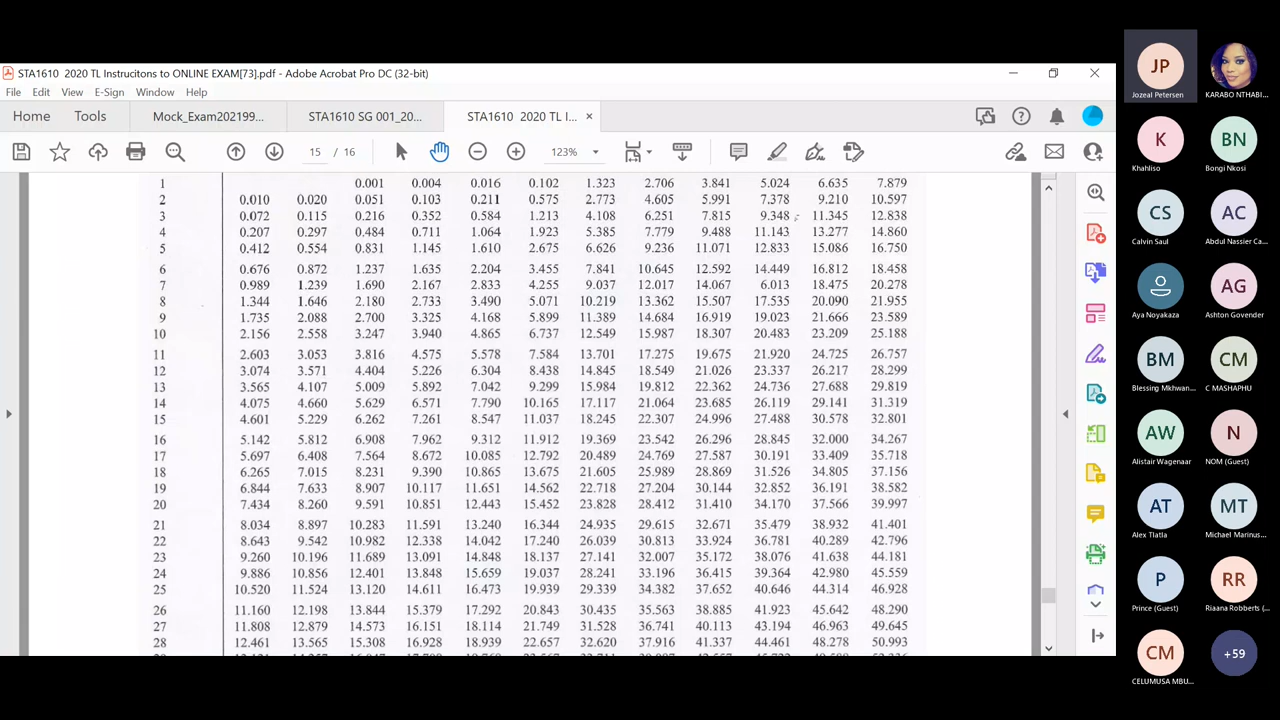 STA1610 2020 TL Instrucitons to ONLINE EXAM[73].pdf - Adobe Acrobat Pro DC (32-bit)
File Edit View E-Sign Window Help
Home Tools Mock_Exam202199... STA1610 SG 001_20... STA1610 2020 TL I... ×
15 / 16 123%
1 0.001 0.004 0.016 0.102 1.323 2.706 3.841 5.024 6.635 7.879
2 0.010 0.020 0.051 0.103 0.211 0.575 2.773 4.605 5.991 7.378 9.210 10.597
3 0.072 0.115 0.216 0.352 0.584 1.213 4.108 6.251 7.815 9.348 11.345 12.838
4 0.207 0.297 0.484 0.711 1.064 1.923 5.385 7.779 9.488 11.143 13.277 14.860
5 0.412 0.554 0.831 1.145 1.610 2.675 6.626 9.236 11.071 12.833 15.086 16.750
6 0.676 0.872 1.237 1.635 2.204 3.455 7.841 10.645 12.592 14.449 16.812 18.458
7 0.989 1.239 1.690 2.167 2.833 4.255 9.037 12.017 14.067 6.013 18.475 20.278
8 1.344 1.646 2.180 2.733 3.490 5.071 10.219 13.362 15.507 17.535 20.090 21.955
9 1.735 2.088 2.700 3.325 4.168 5.899 11.389 14.684 16.919 19.023 21.666 23.589
10 2.156 2.558 3.247 3.940 4.865 6.737 12.549 15.987 18.307 20.483 23.209 25.188
11 2.603 3.053 3.816 4.575 5.578 7.584 13.701 17.275 19.675 21.920 24.725 26.757
12 3.074 3.571 4.404 5.226 6.304 8.438 14.845 18.549 21.026 23.337 26.217 28.299
13 3.565 4.107 5.009 5.892 7.042 9.299 15.984 19.812 22.362 24.736 27.688 29.819
14 4.075 4.660 5.629 6.571 7.790 10.165 17.117 21.064 23.685 26.119 29.141 31.319
15 4.601 5.229 6.262 7.261 8.547 11.037 18.245 22.307 24.996 27.488 30.578 32.801
16 5.142 5.812 6.908 7.962 9.312 11.912 19.369 23.542 26.296 28.845 32.000 34.267
17 5.697 6.408 7.564 8.672 10.085 12.792 20.489 24.769 27.587 30.191 33.409 35.718
18 6.265 7.015 8.231 9.390 10.065 13.675 21.605 25.989 28.869 31.526 34.805 37.156
19 6.844 7.633 8.907 10.117 11.651 14.562 22.718 27.204 30.144 32.852 36.191 38.582
20 7.434 8.260 9.591 10.851 12.443 15.452 23.828 28.412 31.410 34.170 37.566 39.997
21 8.034 8.897 10.283 11.591 13.240 16.344 24.935 29.615 32.671 35.479 38.932 41.401
22 8.643 9.542 10.982 12.338 14.042 17.240 26.039 30.813 33.924 36.781 40.289 42.796
23 9.260 10.196 11.689 13.091 14.848 18.137 27.141 32.007 35.172 38.076 41.638 44.181
24 9.886 10.856 12.401 13.848 15.659 19.037 28.241 33.196 36.415 39.364 42.980 45.559
25 10.520 11.524 13.120 14.611 16.473 19.939 29.339 34.382 37.652 40.646 44.314 46.928
26 11.160 12.198 13.844 15.379 17.292 20.843 30.435 35.563 38.885 41.923 45.642 48.290
27 11.808 12.879 14.573 16.151 18.114 21.749 31.528 36.741 40.113 43.194 46.963 49.645
28 12.461 13.565 15.308 16.928 18.939 22.657 32.620 37.916 41.337 44.461 48.278 50.993
JP
Jozeal Petersen KARABO NTHABI...
K BN
Khahliso Bongi Nkosi
CS AC
Calvin Saul Abdul Nassier Ca...
AG
Aya Noyakaza Ashton Govender
BM CM
Blessing Mkhwan... C MASHAPHU
AW N
Alistair Wagenaar NOM (Guest)
AT MT
Alex Tlatla Michael Marinus...
P RR
Prince (Guest) Riaana Robberts (...
CM +59
CELUMUSA MBU...